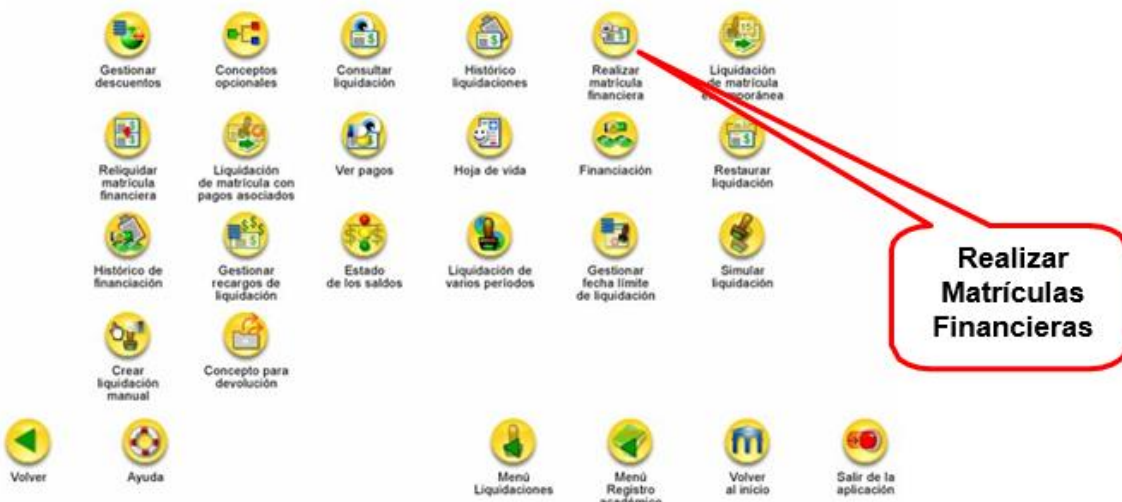 Gestionar
descuentos
Conceptos
opcionales
Consultar
liquidación
Histórico
liquidaciones
Realizar
matrícula
financiera
Liquidación
de matrícula
Reliquidar
matrícula
financiera
Liquidación
de matrícula con
pagos asociados
Ver pagos
Hoja de vida
Financiación
Restaurar
liquidación
Histórico de
financiación
Gestionar
recargos de
liquidación
Estado
de los saldos
Liquidación de
varios períodos
Gestionar
fecha límite
de liquidación
Simular
liquidación
Realizar
Matrículas
Financieras
Crear
liquidación
manual
Concepto para
devolución
Volver
Ayuda
Menú
Liquidaciones
Menú
Registro
académico
Volver
al inicio
Salir de la
aplicación